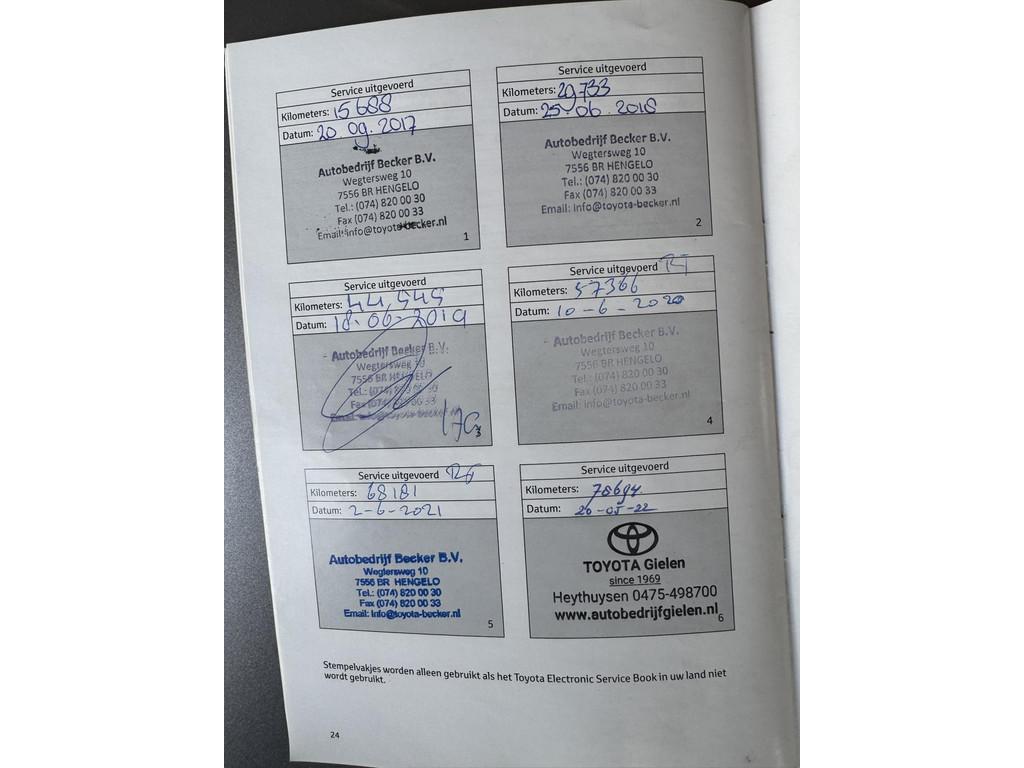 Service uitgevoerd
Kilometers: 15688
Datum: 20.09.2017
Autobedrijf Becker B.V.
Wegtersweg 10
7556 BR HENGELO
Tel.: (074) 820 00 30
Fax (074) 820 00 33
Email: info@toyota-becker.nl
1
Service uitgevoerd
Kilometers: 29733
Datum: 25-06.2018
Autobedrijf Becker B.V.
Wegtersweg 10
7556 BR HENGELO
Tel.: (074) 820 00 30
Fax (074) 820 00 33
Email: info@toyota-becker.nl
2
Service uitgevoerd
Kilometers: 44,545
Datum: 18-06-2019
- Autobedrijf Becker B.V.
Wegtersweg 10
7556 BR HENGELO
Tel.: (074) 820 00 30
Fax (074) 820 00 33
Email: info@toyota-becker.nl
3
Service uitgevoerd
Kilometers: 57366
Datum: 10-6-2020
- Autobedrijf Becker B.V.
Wegtersweg 10
7556 BR HENGELO
Tel.: (074) 820 00 30
Fax (074) 820 00 33
Email: info@toyota-becker.nl
4
Service uitgevoerd
Kilometers: 68181
Datum: 2-6-2021
Autobedrijf Becker B.V.
Wegtersweg 10
7556 BR HENGELO
Tel.: (074) 820 00 30
Fax (074) 820 00 33
Email: info@toyota-becker.nl
5
Service uitgevoerd
Kilometers: 78694
Datum: 26-05-22
TOYOTA Gielen
since 1969
Heythuysen 0475-498700
www.autobedrijfgielen.nl
6
Stempelvakjes worden alleen gebruikt als het Toyota Electronic Service Book in uw land niet
wordt gebruikt.
24